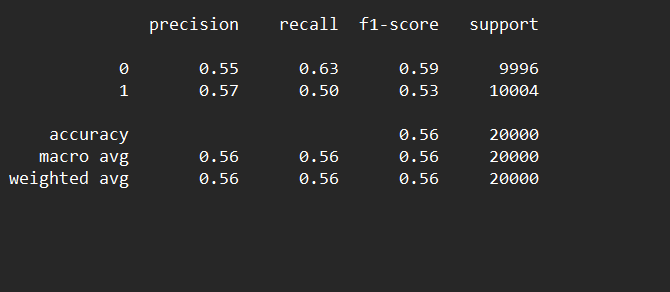 precision recall f1-score support
0 0.55 0.63 0.59 9996
1 0.57 0.50 0.53 10004
accuracy 0.56 20000
macro avg 0.56 0.56 0.56 20000
weighted avg 0.56 0.56 0.56 20000